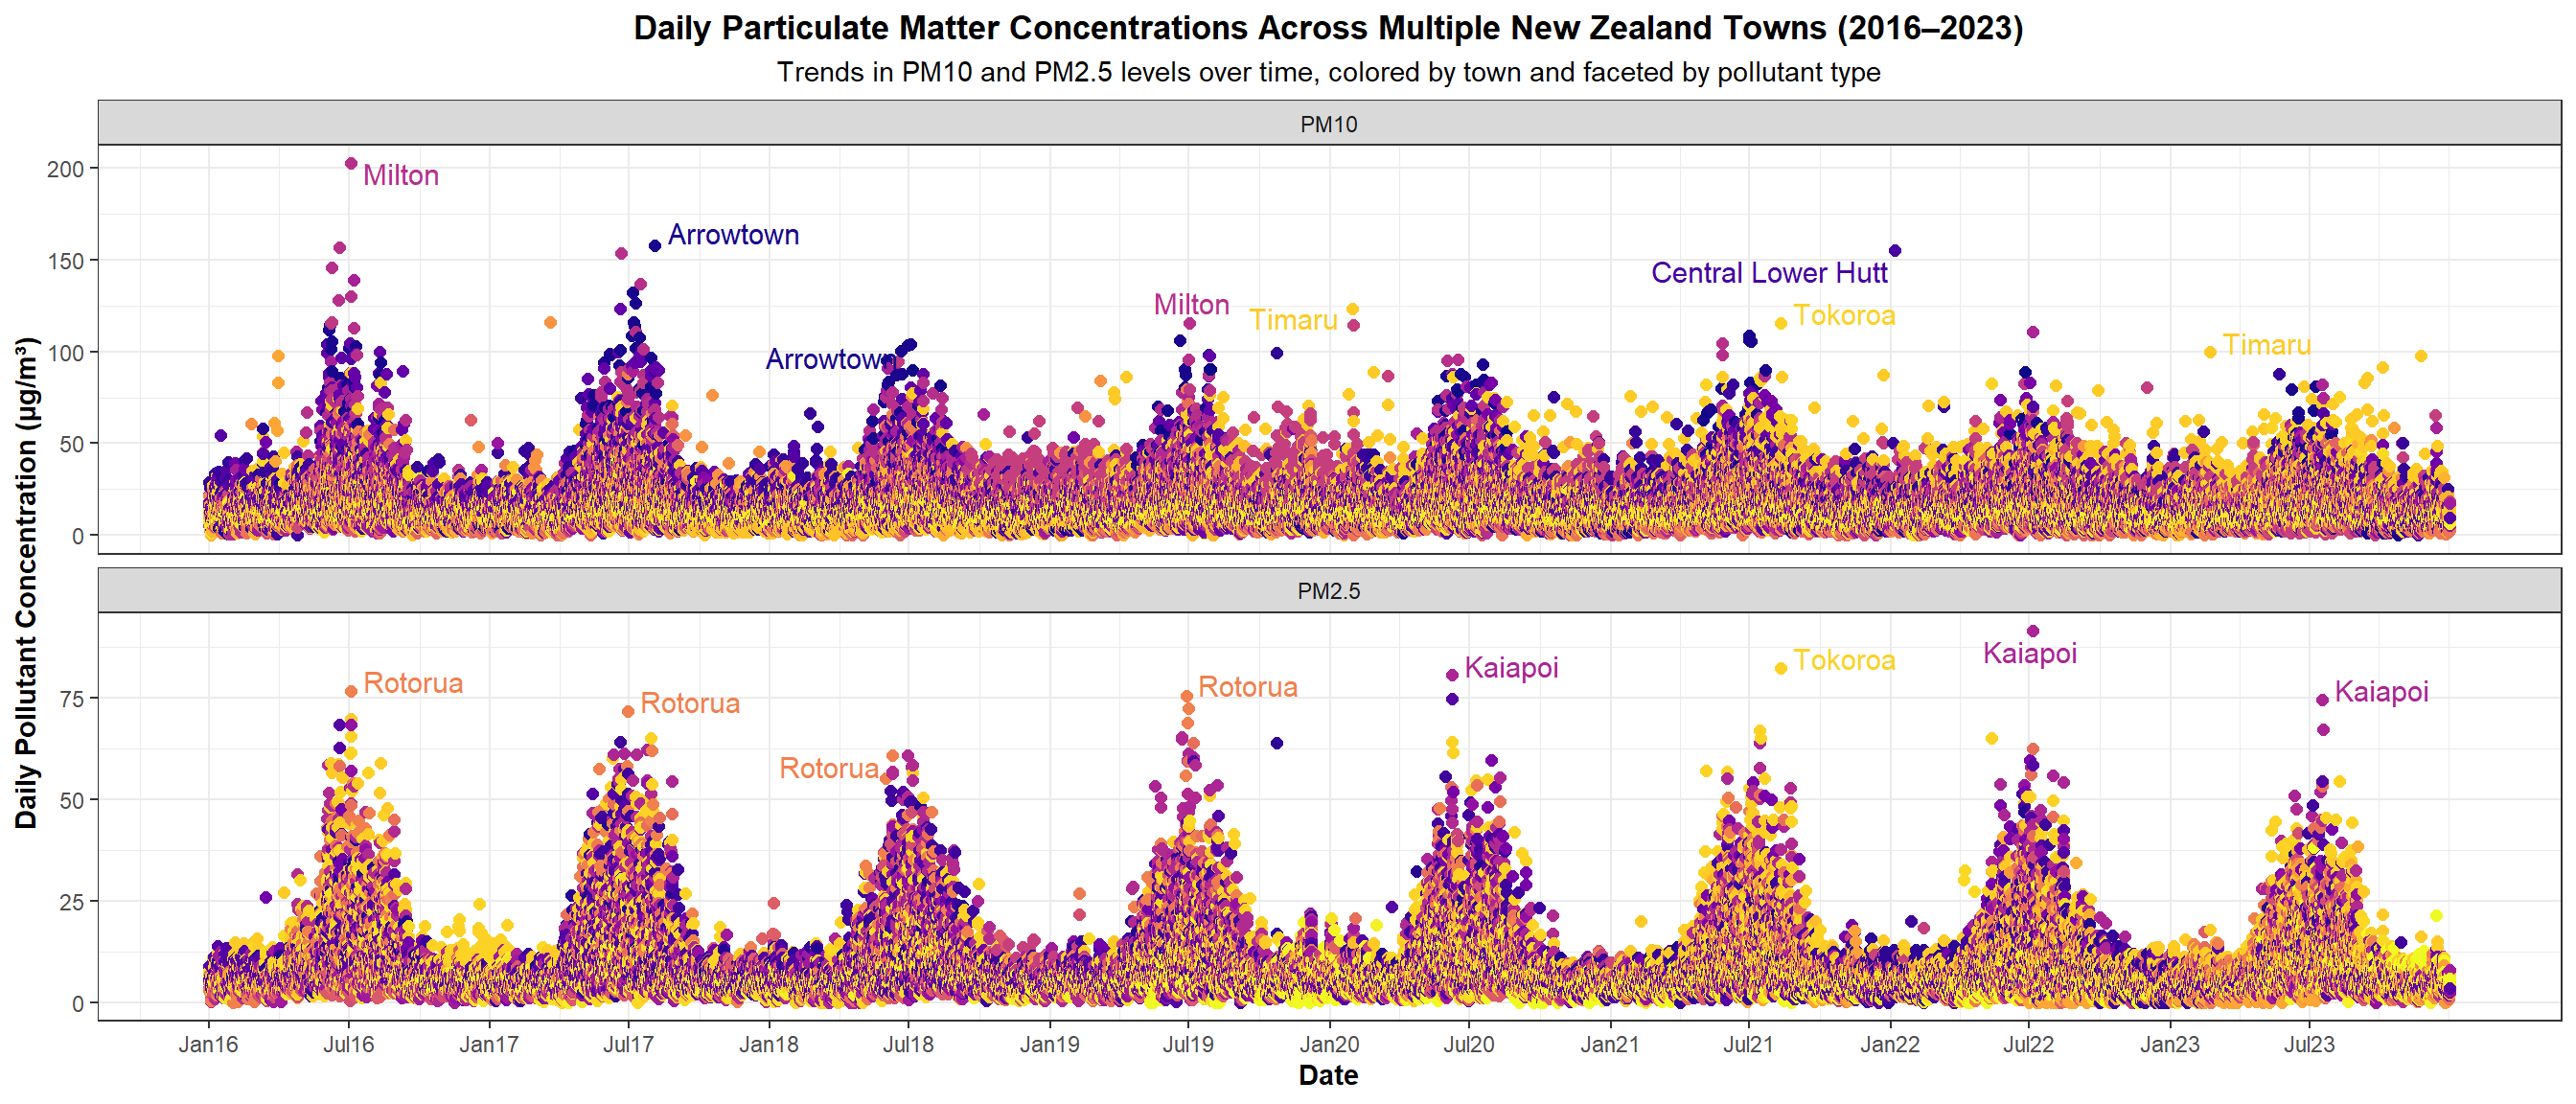 Daily Particulate Matter Concentrations Across Multiple New Zealand Towns (2016–2023)
Trends in PM10 and PM2.5 levels over time, colored by town and faceted by pollutant type
PM10
Daily Pollutant Concentration (µg/m³)
200
150
100
50
0
Milton
Arrowtown
Arrowtown
Milton
Timaru
Central Lower Hutt
Tokoroa
Timaru
PM2.5
75
50
25
0
Rotorua
Rotorua
Rotorua
Rotorua
Kaiapoi
Tokoroa
Kaiapoi
Kaiapoi
Jan16 Jul16 Jan17 Jul17 Jan18 Jul18 Jan19 Jul19 Jan20 Jul20 Jan21 Jul21 Jan22 Jul22 Jan23 Jul23
Date